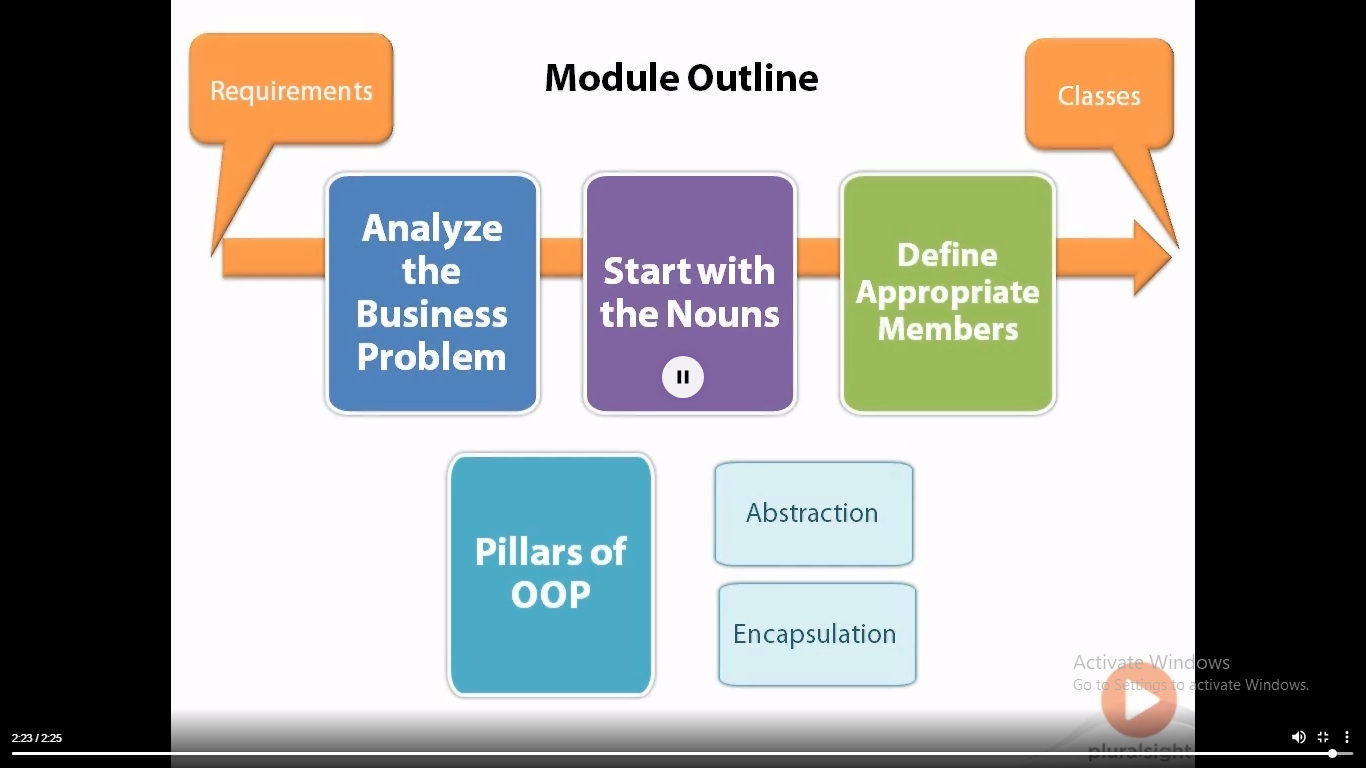 Module Outline
Requirements
Classes
Analyze
the
Business
Problem
Start with
the Nouns
Define
Appropriate
Members
Pillars of
OOP
Abstraction
Encapsulation
Activate Windows
Go to Settings to activate Windows.
pluralsight
2:23 / 2:25